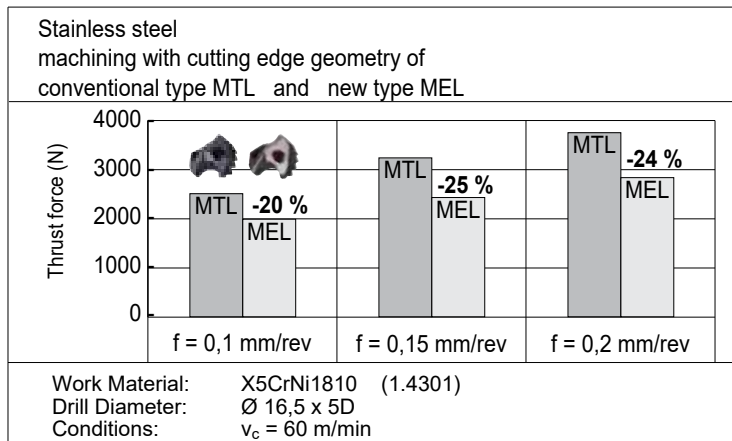 Stainless steel
machining with cutting edge geometry of
conventional type MTL and new type MEL
Thrust force (N)
4000
3000
2000
1000
0
MTL
-20 %
MEL
MTL
-25 %
MEL
MTL
-24 %
MEL
f = 0,1 mm/rev
f = 0,15 mm/rev
f = 0,2 mm/rev
Work Material: X5CrNi1810 (1.4301)
Drill Diameter: Ø 16,5 x 5D
Conditions: vc = 60 m/min